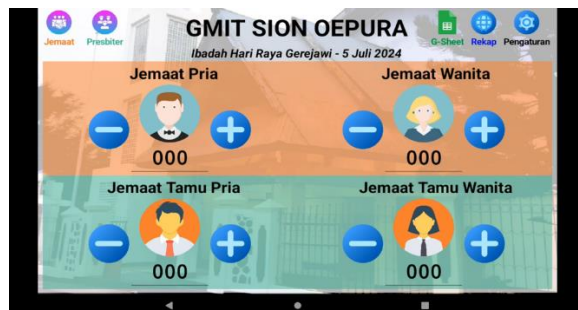 GMIT SION OEPURA
Jemaat
Presbiter
G-Sheet
Rekap
Pengaturan
Ibadah Hari Raya Gerejawi - 5 Juli 2024
Jemaat Pria
Jemaat Wanita
000
000
Jemaat Tamu Pria
Jemaat Tamu Wanita
000
000